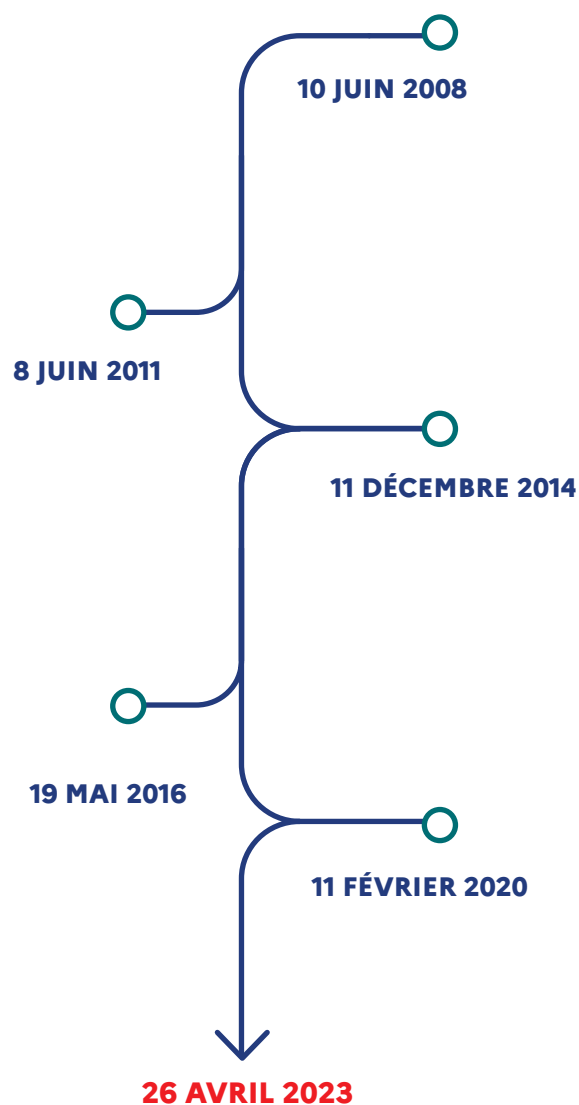 10 JUIN 2008
8 JUIN 2011
11 DÉCEMBRE 2014
19 MAI 2016
11 FÉVRIER 2020
26 AVRIL 2023